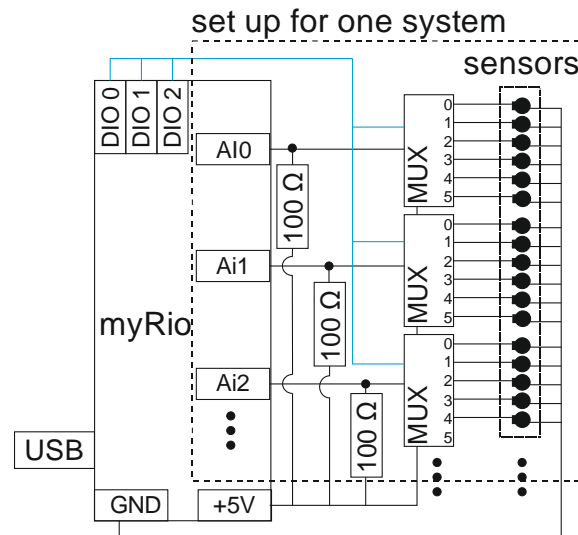 set up for one system
sensors
DIO 0
DIO 1
DIO 2
AI0
100 Ω
MUX
0
1
2
3
4
5
Ai1
100 Ω
MUX
0
1
2
3
4
5
myRio
Ai2
100 Ω
MUX
0
1
2
3
4
5
USB
GND
+5V